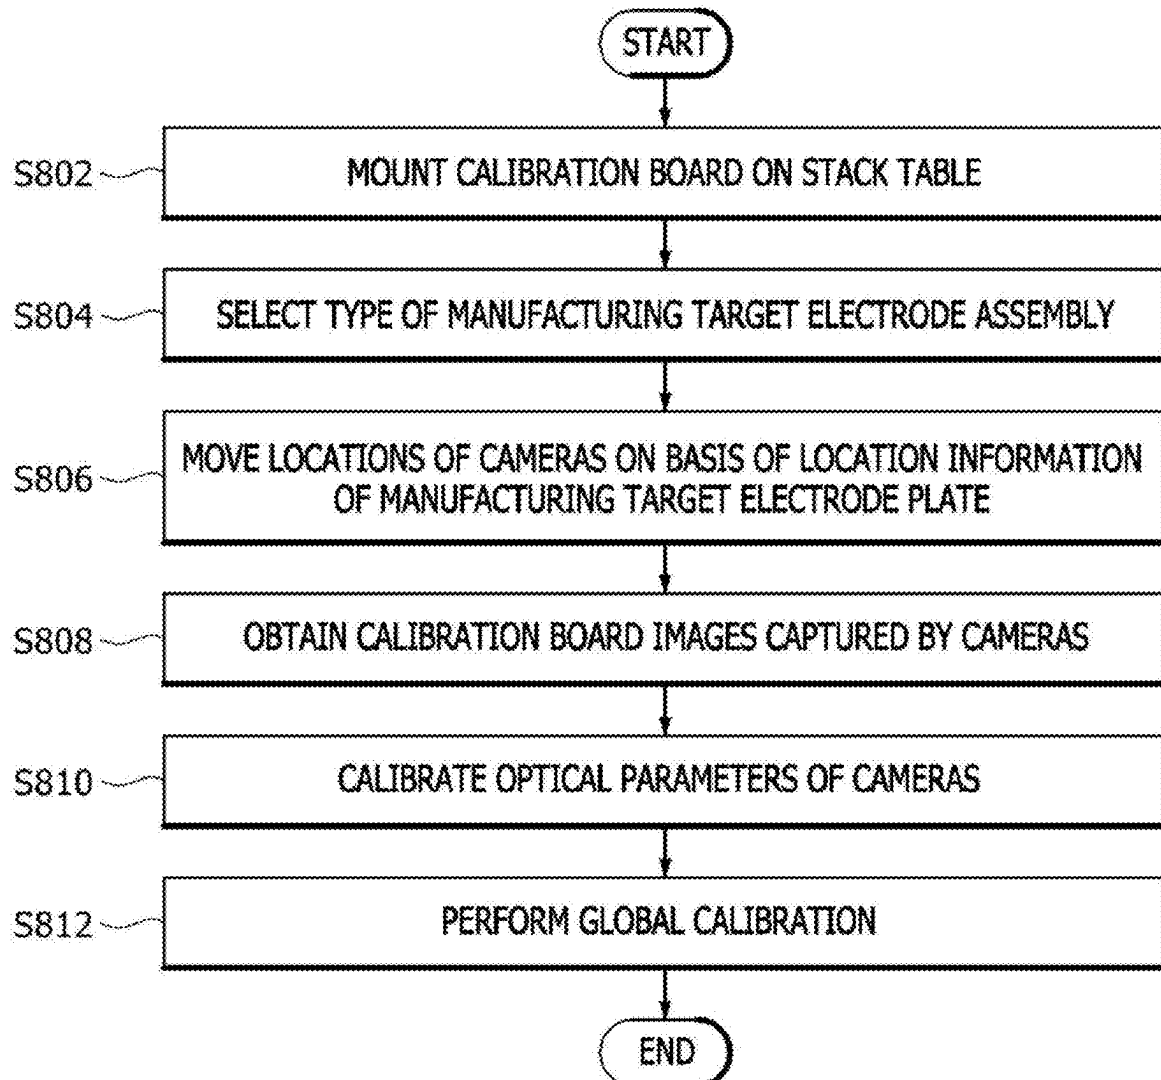 START
S802
MOUNT CALIBRATION BOARD ON STACK TABLE
S804
SELECT TYPE OF MANUFACTURING TARGET ELECTRODE ASSEMBLY
S806
MOVE LOCATIONS OF CAMERAS ON BASIS OF LOCATION INFORMATION
OF MANUFACTURING TARGET ELECTRODE PLATE
S808
OBTAIN CALIBRATION BOARD IMAGES CAPTURED BY CAMERAS
S810
CALIBRATE OPTICAL PARAMETERS OF CAMERAS
S812
PERFORM GLOBAL CALIBRATION
END